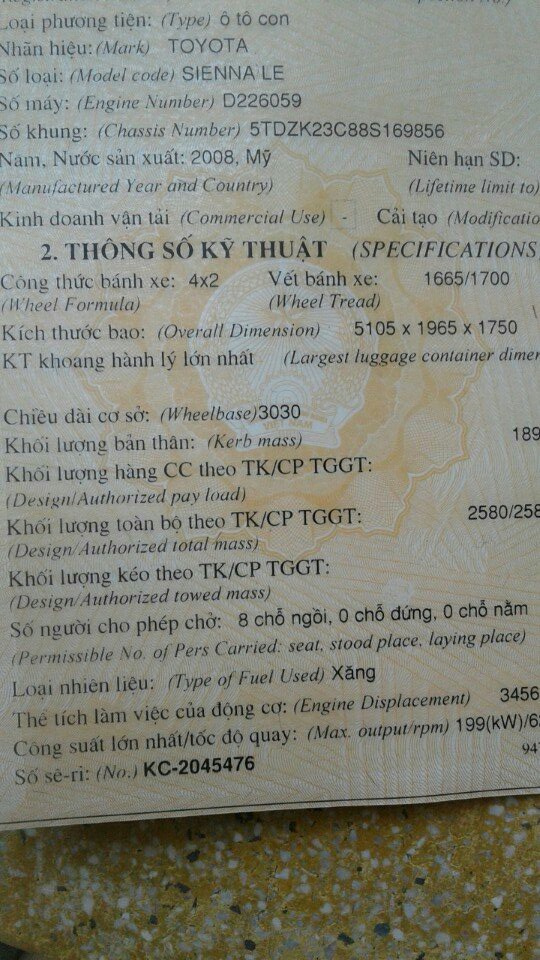 Loại phương tiện: (Type) ô tô con
Nhãn hiệu: (Mark) TOYOTA
Số loại: (Model code) SIENNA LE
Số máy: (Engine Number) D226059
Số khung: (Chassis Number) 5TDZK23C88S169856
Năm, Nước sản xuất: 2008, Mỹ Niên hạn SD:
(Manufactured Year and Country) (Lifetime limit to)
Kinh doanh vận tải (Commercial Use) - Cải tạo (Modificatio
2. THÔNG SỐ KỸ THUẬT (SPECIFICATIONS)
Công thức bánh xe: 4x2 Vết bánh xe: 1665/1700
(Wheel Formula) (Wheel Tread)
Kích thước bao: (Overall Dimension) 5105 x 1965 x 1750
KT khoang hành lý lớn nhất (Largest luggage container dimen
VIỆT NAM
Chiều dài cơ sở: (Wheelbase) 3030
Khối lượng bản thân: (Kerb mass) 189
Khối lượng hàng CC theo TK/CP TGGT:
(Design/Authorized pay load)
Khối lượng toàn bộ theo TK/CP TGGT: 2580/258
(Design/Authorized total mass)
Khối lượng kéo theo TK/CP TGGT:
(Design/Authorized towed mass)
Số người cho phép chở: 8 chỗ ngồi, 0 chỗ đứng, 0 chỗ nằm
(Permissible No. of Pers Carried: seat, stood place, laying place)
Loại nhiên liệu: (Type of Fuel Used) Xăng
Thể tích làm việc của động cơ: (Engine Displacement) 3456
Công suất lớn nhất/tốc độ quay: (Max. output/rpm) 199(kW)/62
Số sê-ri: (No.) KC-2045476 947